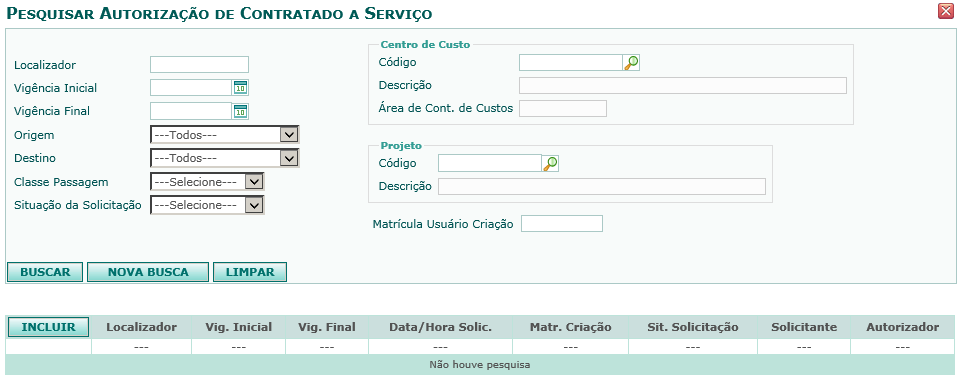 PESQUISAR AUTORIZAÇÃO DE CONTRATADO A SERVIÇO
Localizador
Vigência Inicial
Vigência Final
Origem ---Todos---
Destino ---Todos---
Classe Passagem ---Selecione---
Situação da Solicitação ---Selecione---
Centro de Custo
Código
Descrição
Área de Cont. de Custos
Projeto
Código
Descrição
Matrícula Usuário Criação
BUSCAR NOVA BUSCA LIMPAR
INCLUIR Localizador Vig. Inicial Vig. Final Data/Hora Solic. Matr. Criação Sit. Solicitação Solicitante Autorizador
--- --- --- --- --- --- --- ---
Não houve pesquisa